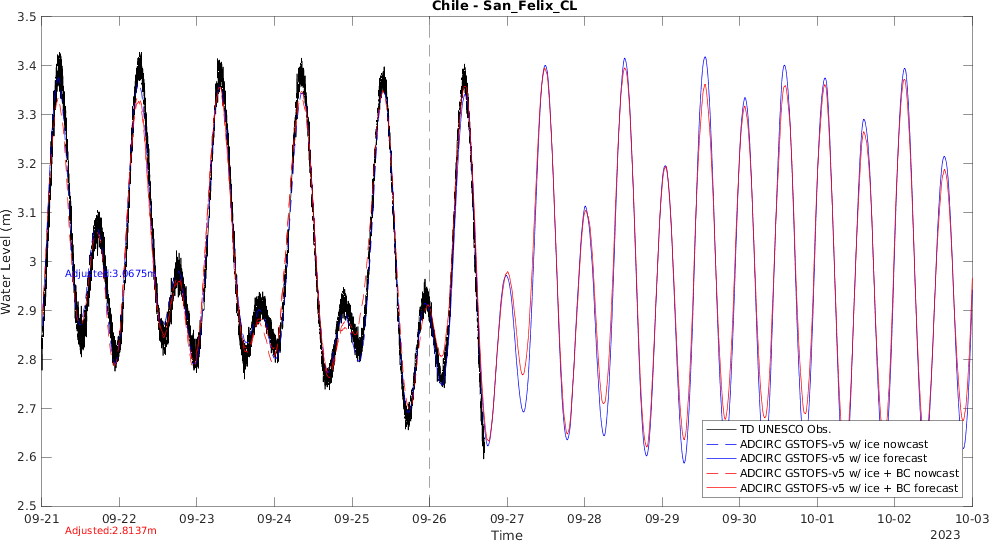 Chile - San_Felix_CL
3.5
3.4
3.3
3.2
3.1
3
2.9
2.8
2.7
2.6
2.5
Water Level (m)
Adjusted:3.0675m
TD UNESCO Obs.
ADCIRC GSTOFS-v5 w/ ice nowcast
ADCIRC GSTOFS-v5 w/ ice forecast
ADCIRC GSTOFS-v5 w/ ice + BC nowcast
ADCIRC GSTOFS-v5 w/ ice + BC forecast
09-21 09-22 09-23 09-24 09-25 09-26 09-27 09-28 09-29 09-30 10-01 10-02 10-03
Adjusted:2.8137m
Time
2023